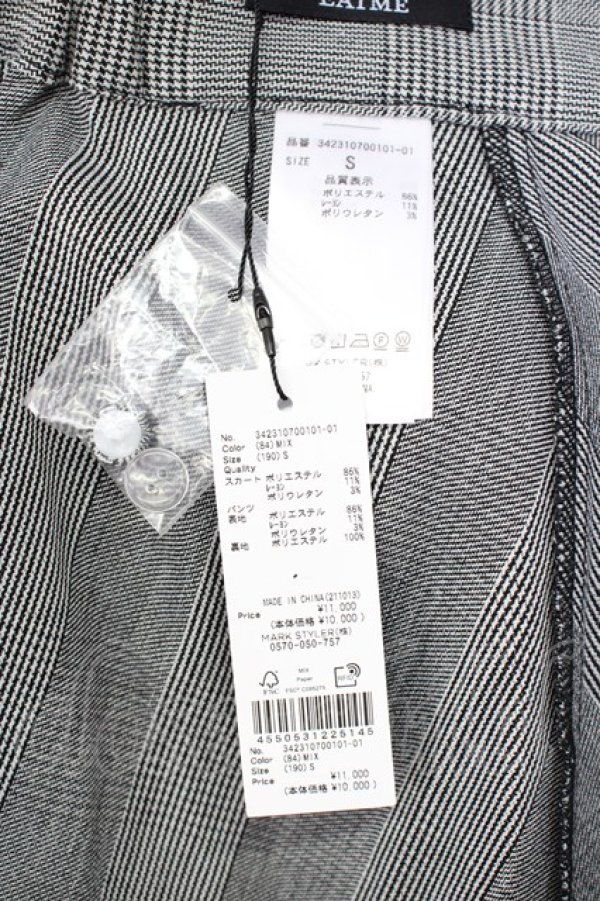 EATME
品番 342310700101-01
SIZE S
品質表示
ポリエステル 86%
レーヨン 11%
ポリウレタン 3%
STYLER(株)
No. 342310700101-01
Color (84)MIX
Size (190)S
Quality
スカート ポリエステル 86%
レーヨン 11%
ポリウレタン 3%
パンツ ポリエステル 86%
表地 レーヨン 11%
ポリウレタン 3%
裏地 ポリエステル 100%
MADE IN CHINA(211013)
Price ¥11,000
(本体価格 ¥10,000)
MARK STYLER(株)
0570-050-757
FSC
MIX
Paper
RFID
4550531225145
No. 342310700101-01
Color (84)MIX
Size (190)S
Price ¥11,000
(本体価格 ¥10,000)